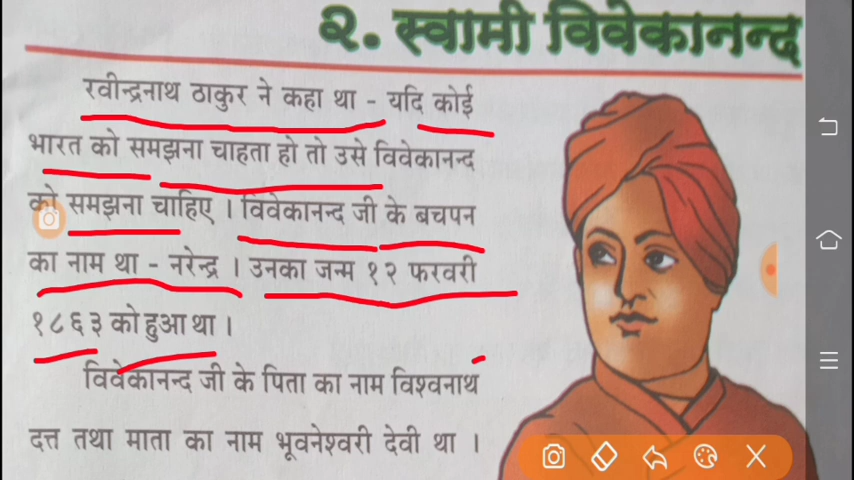 २. स्वामी विवेकानन्द
रवीन्द्रनाथ ठाकुर ने कहा था - यदि कोई
भारत को समझना चाहता हो तो उसे विवेकानन्द
को समझना चाहिए । विवेकानन्द जी के बचपन
का नाम था - नरेन्द्र । उनका जन्म १२ फरवरी
१८६३ को हुआ था ।
विवेकानन्द जी के पिता का नाम विश्वनाथ
दत्त तथा माता का नाम भूवनेश्वरी देवी था ।